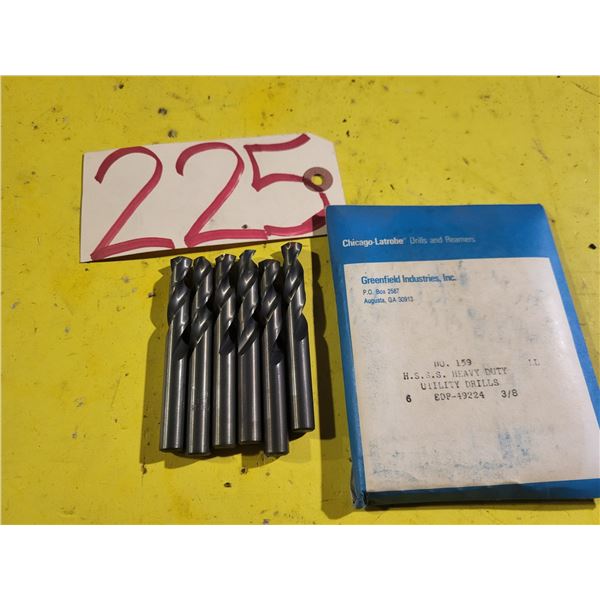 225
Chicago-Latrobe® Drills and Reamers
Greenfield Industries, Inc.
P.O. Box 2587
Augusta, GA 30913
NO. 159 LL
H.S.S.S. HEAVY DUTY
UTILITY DRILLS
6 EDP-49224 3/8